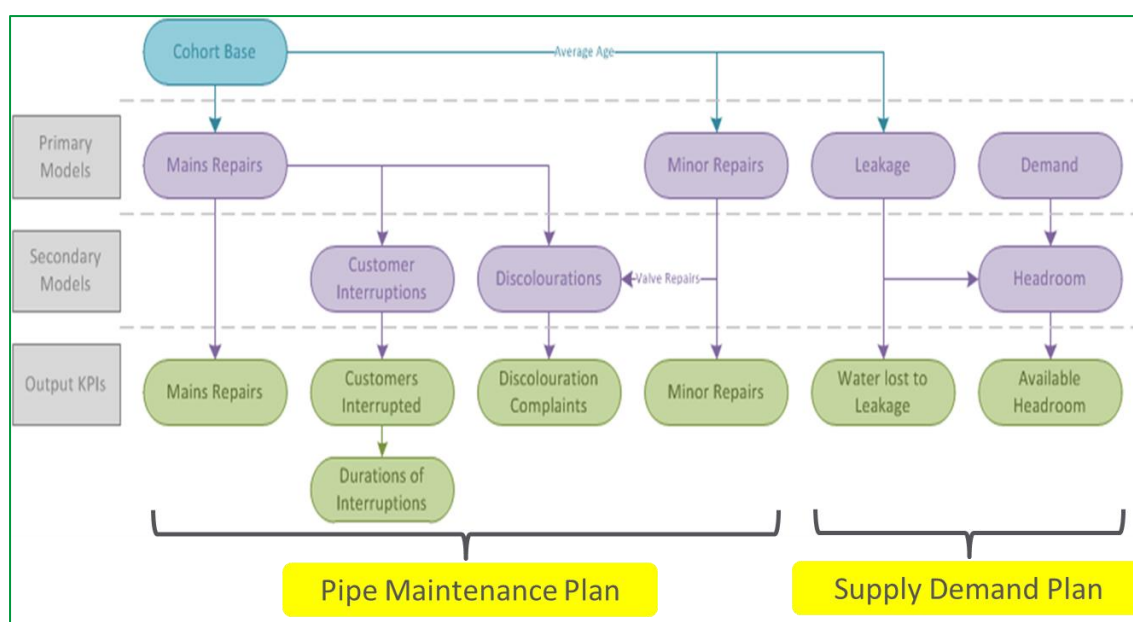 Cohort Base
Average Age
Primary
Models
Mains Repairs
Minor Repairs
Leakage
Demand
Secondary
Models
Customer
Interruptions
Discolourations
Valve Repairs
Headroom
Output KPIs
Mains Repairs
Customers
Interrupted
Discolouration
Complaints
Minor Repairs
Water lost to
Leakage
Available
Headroom
Durations of
Interruptions
Pipe Maintenance Plan
Supply Demand Plan